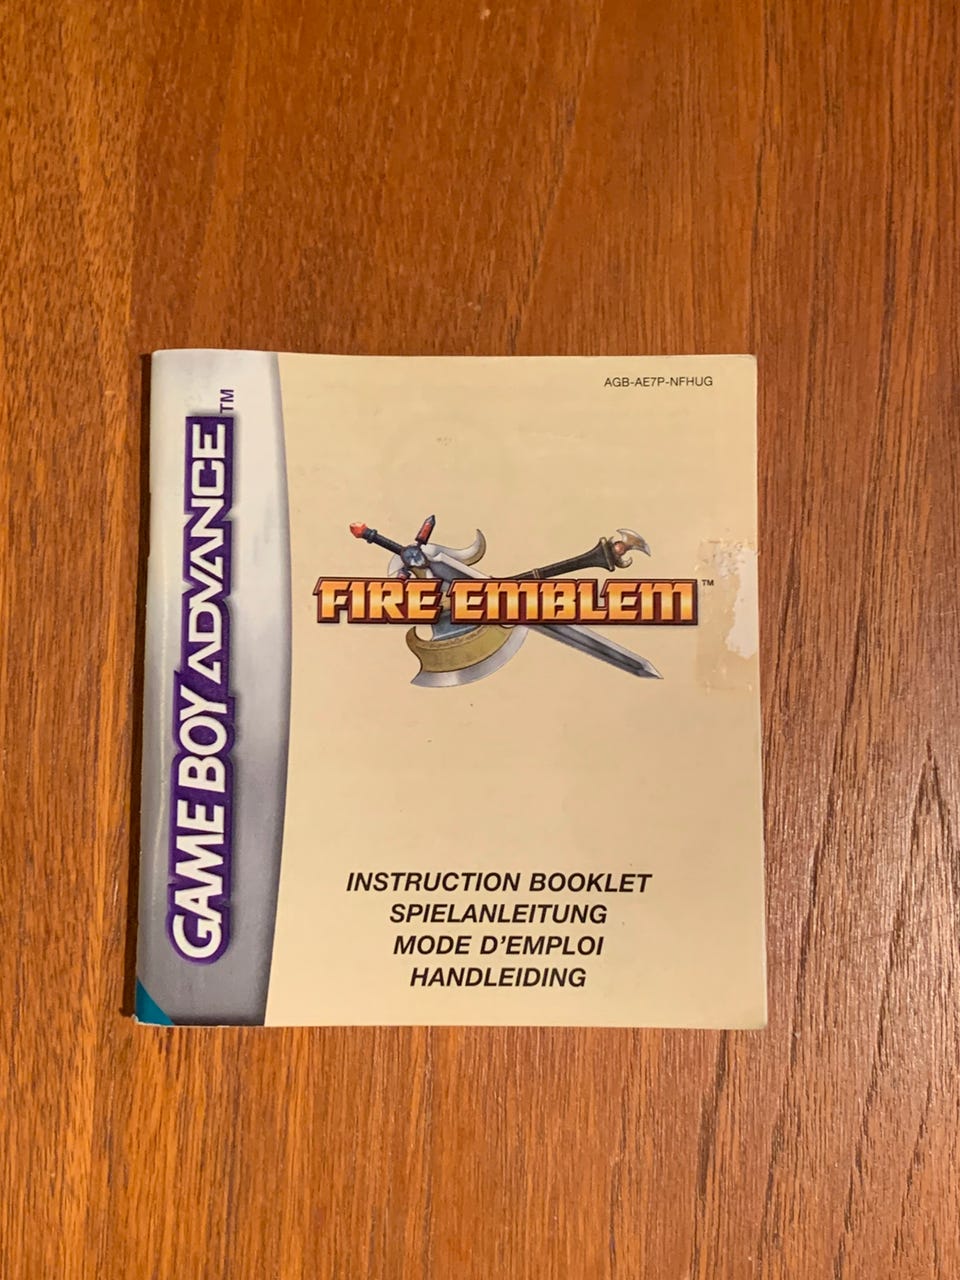 AGB-AE7P-NFHUG
GAME BOY ADVANCE™
FIRE EMBLEM™
INSTRUCTION BOOKLET
SPIELANLEITUNG
MODE D'EMPLOI
HANDLEIDING